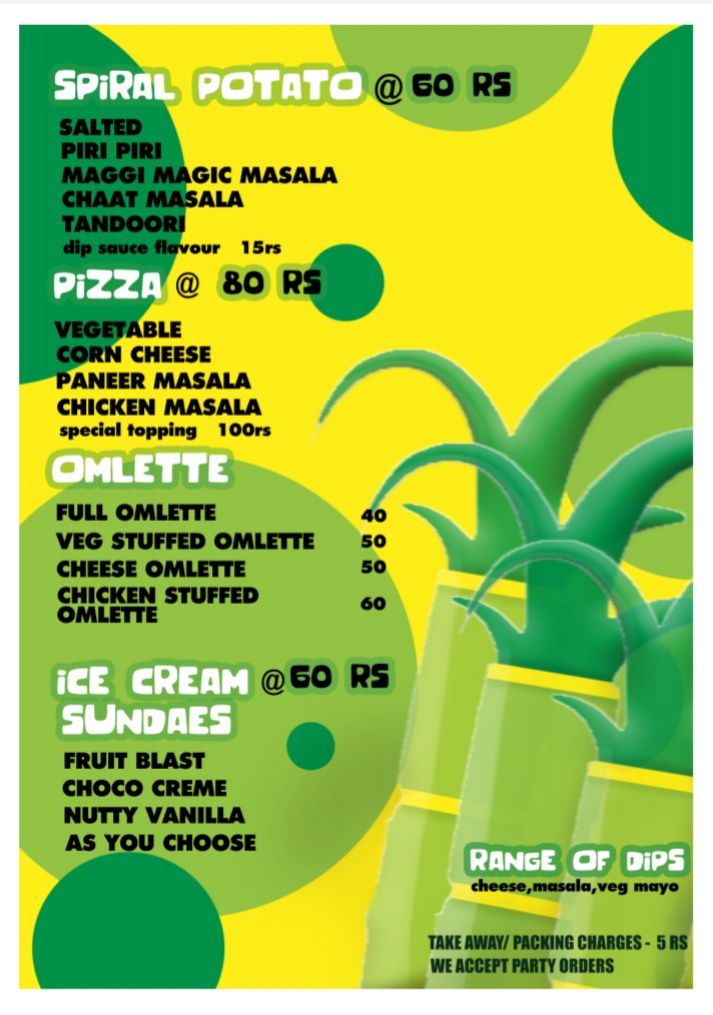 SPiRAL POTATO @ 60 RS
SALTED
PIRI PIRI
MAGGI MAGIC MASALA
CHAAT MASALA
TANDOORI
dip sauce flavour 15rs
PiZZA @ 80 RS
VEGETABLE
CORN CHEESE
PANEER MASALA
CHICKEN MASALA
special topping 100rs
OMLETTE
FULL OMLETTE 40
VEG STUFFED OMLETTE 50
CHEESE OMLETTE 50
CHICKEN STUFFED
OMLETTE 60
iCE CREAM @ 60 RS
SUNDAES
FRUIT BLAST
CHOCO CREME
NUTTY VANILLA
AS YOU CHOOSE
RANGE OF DiPS
cheese,masala,veg mayo
TAKE AWAY/ PACKING CHARGES - 5 RS
WE ACCEPT PARTY ORDERS